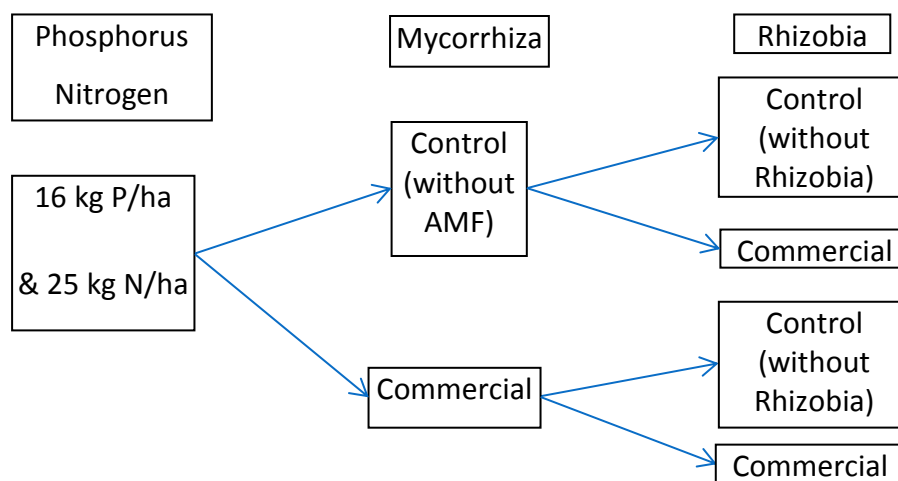 Phosphorus
Nitrogen
Mycorrhiza
Rhizobia
16 kg P/ha
& 25 kg N/ha
Control
(without
AMF)
Commercial
Control
(without
Rhizobia)
Commercial
Control
(without
Rhizobia)
Commercial